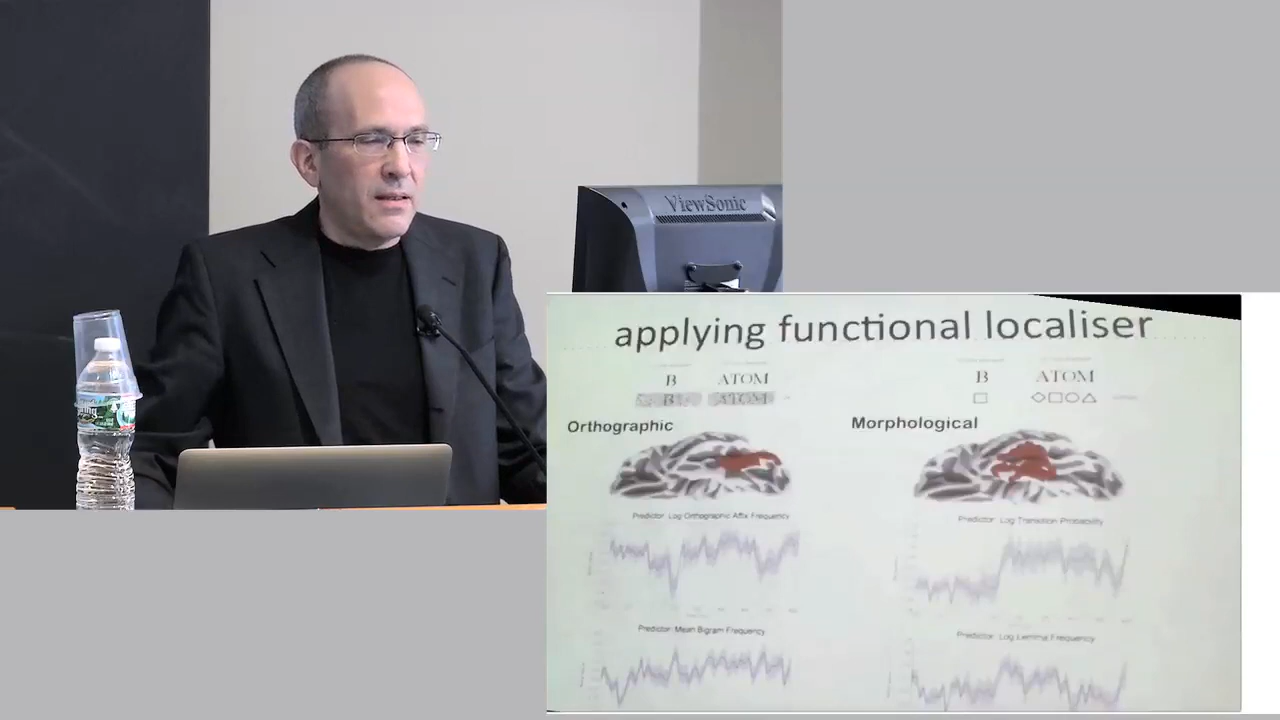 ViewSonic
applying functional localiser
B ATOM
B ATOM
B ATOM
Orthographic
Morphological
Predictor: Log Orthographic Affix Frequency
Predictor: Log Transition Probability
Predictor: Mean Bigram Frequency
Predictor: Log Lemma Frequency